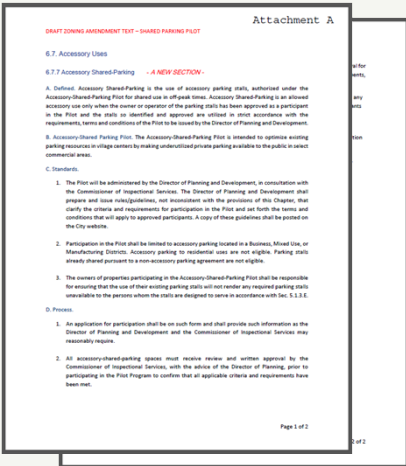 Attachment A
DRAFT ZONING AMENDMENT TEXT – SHARED PARKING PILOT
6.7. Accessory Uses
6.7.7 Accessory Shared-Parking - A NEW SECTION -
A. Defined. Accessory Shared-Parking is the use of accessory parking stalls, authorized under the
Accessory-Shared Parking Pilot for shared use in off-peak times. Accessory Shared-Parking is an allowed
accessory use only when the owner or operator of the parking stalls has been approved as a participant
in the Pilot and the stalls so identified and approved are utilized in strict accordance with the
requirements, terms and conditions of the Pilot to be issued by the Director of Planning and Development.
B. Accessory-Shared Parking Pilot. The Accessory-Shared Parking Pilot is intended to optimize existing
parking resources in village centers by making underutilized private parking available to the public in select
commercial areas.
C. Standards.
1. The Pilot will be administered by the Director of Planning and Development, in consultation with
the Commissioner of Inspectional Services. The Director of Planning and Development shall
prepare and issue rules/guidelines, not inconsistent with the provisions of this Chapter, that
clarify the criteria and requirements for participation in the Pilot and set forth the terms and
conditions that will apply to approved participants. A copy of these guidelines shall be posted on
the City website.
2. Participation in the Pilot shall be limited to accessory parking located in a Business, Mixed Use, or
Manufacturing Districts. Accessory parking to residential uses are not eligible. Parking stalls
already shared pursuant to a non-accessory parking agreement are not eligible.
3. The owners of properties participating in the Accessory-Shared Parking Pilot shall be responsible
for ensuring that the use of their existing parking stalls will not render any required parking stalls
unavailable to the persons whom the stalls are designed to serve in accordance with Sec. 5.1.3.E.
D. Process.
1. An application for participation shall be on such form and shall provide such information as the
Director of Planning and Development and the Commissioner of Inspectional Services may
reasonably require.
2. All accessory-shared-parking spaces must receive review and written approval by the
Commissioner of Inspectional Services, with the advice of the Director of Planning, prior to
participating in the Pilot Program to confirm that all applicable criteria and requirements have
been met.
Page 1 of 2
2 of 2